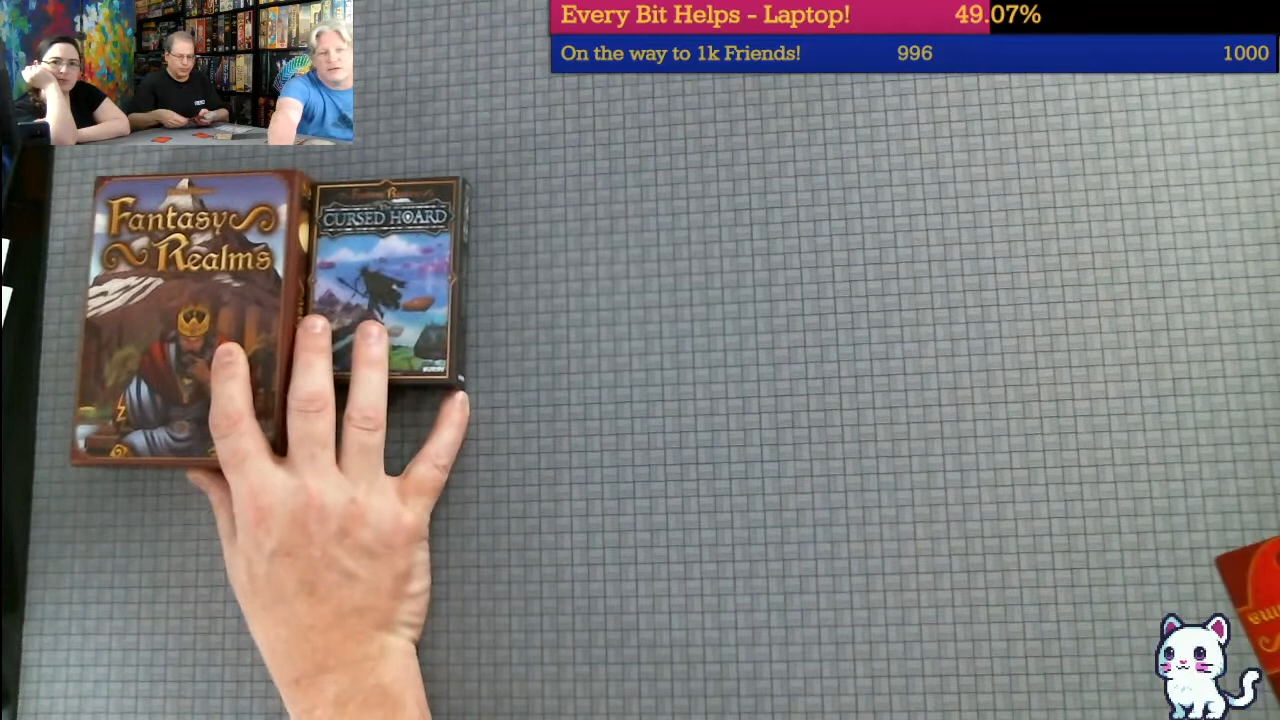 Every Bit Helps - Laptop! 49.07%
On the way to 1k Friends! 996 1000
Fantasy
Realms
CURSED HOARD